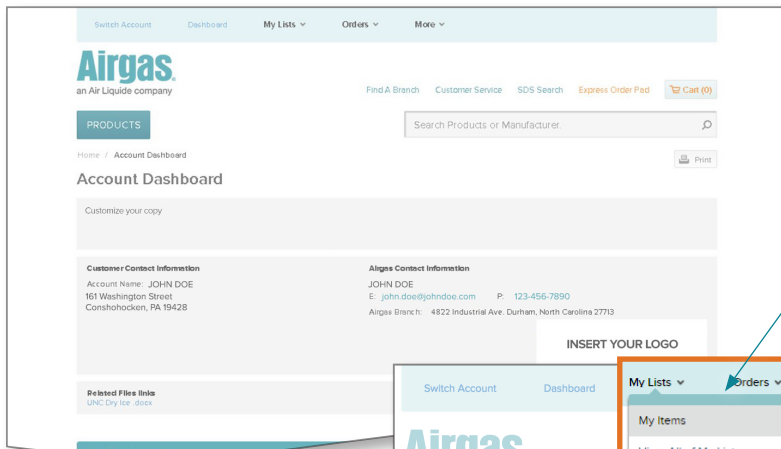 Switch Account Dashboard My Lists Orders More
Airgas
an Air Liquide company
Find A Branch Customer Service SDS Search Express Order Pad Cart (0)
PRODUCTS Search Products or Manufacturer
Home / Account Dashboard Print
Account Dashboard
Customize your copy
Customer Contact Information
Account Name: JOHN DOE
161 Washington Street
Conshohocken, PA 19428
Airgas Contact Information
JOHN DOE
E: john.doe@johndoe.com P: 123-456-7890
Airgas Branch: 4822 Industrial Ave. Durham, North Carolina 27713
INSERT YOUR LOGO
Related Files links
UNC Dry Ice .docx
Switch Account Dashboard My Lists Orders
Airgas
My Items